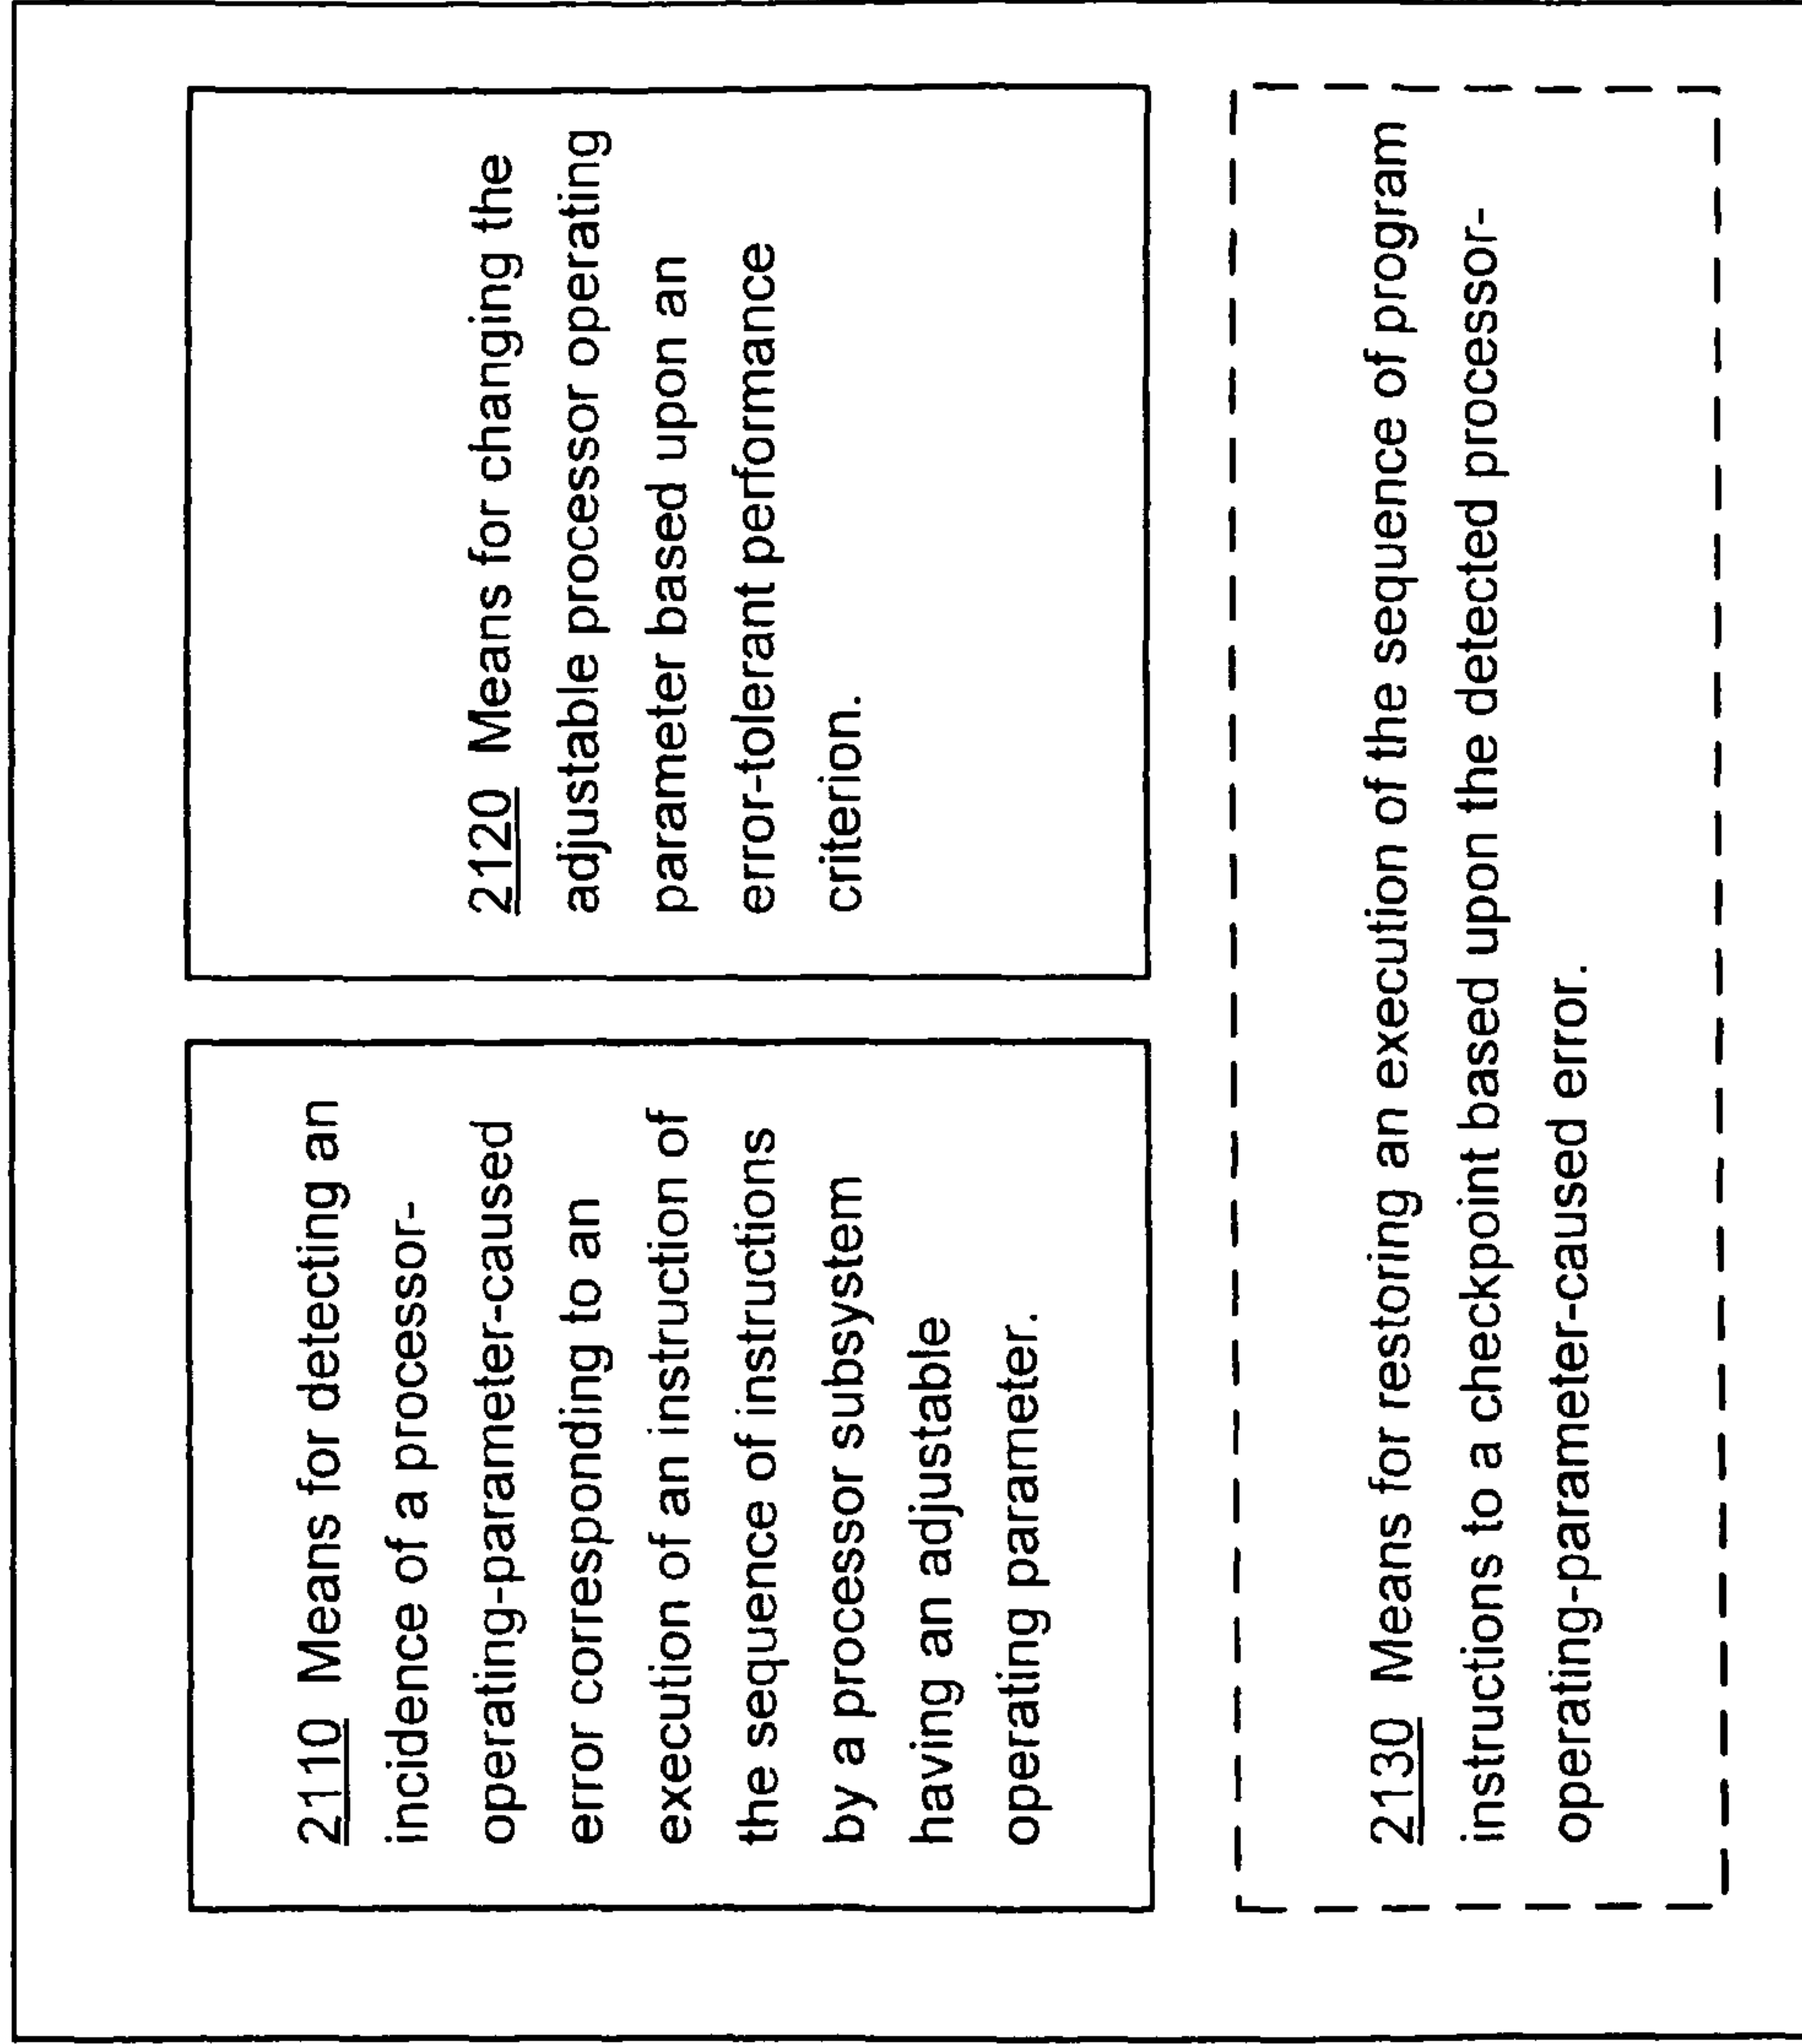 2110 Means for detecting an
incidence of a processor-
operating-parameter-caused
error corresponding to an
execution of an instruction of
the sequence of instructions
by a processor subsystem
having an adjustable
operating parameter.
2120 Means for changing the
adjustable processor operating
parameter based upon an
error-tolerant performance
criterion.
2130 Means for restoring an execution of the sequence of program
instructions to a checkpoint based upon the detected processor-
operating-parameter-caused error.